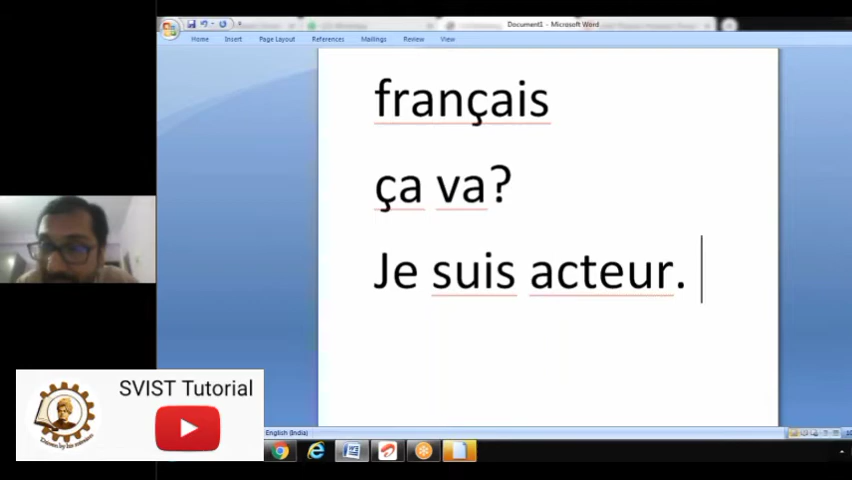 Document1 - Microsoft Word
Home Insert Page Layout References Mailings Review View
français
ça va?
Je suis acteur.
SVIST Tutorial
English (India)